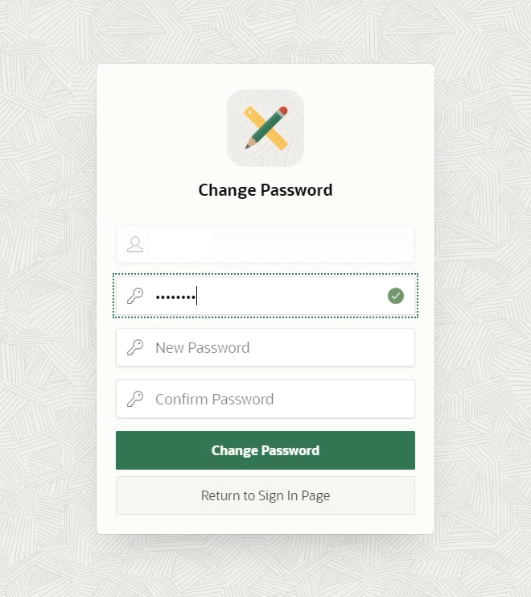 Change Password
••••••••
New Password
Confirm Password
Change Password
Return to Sign In Page